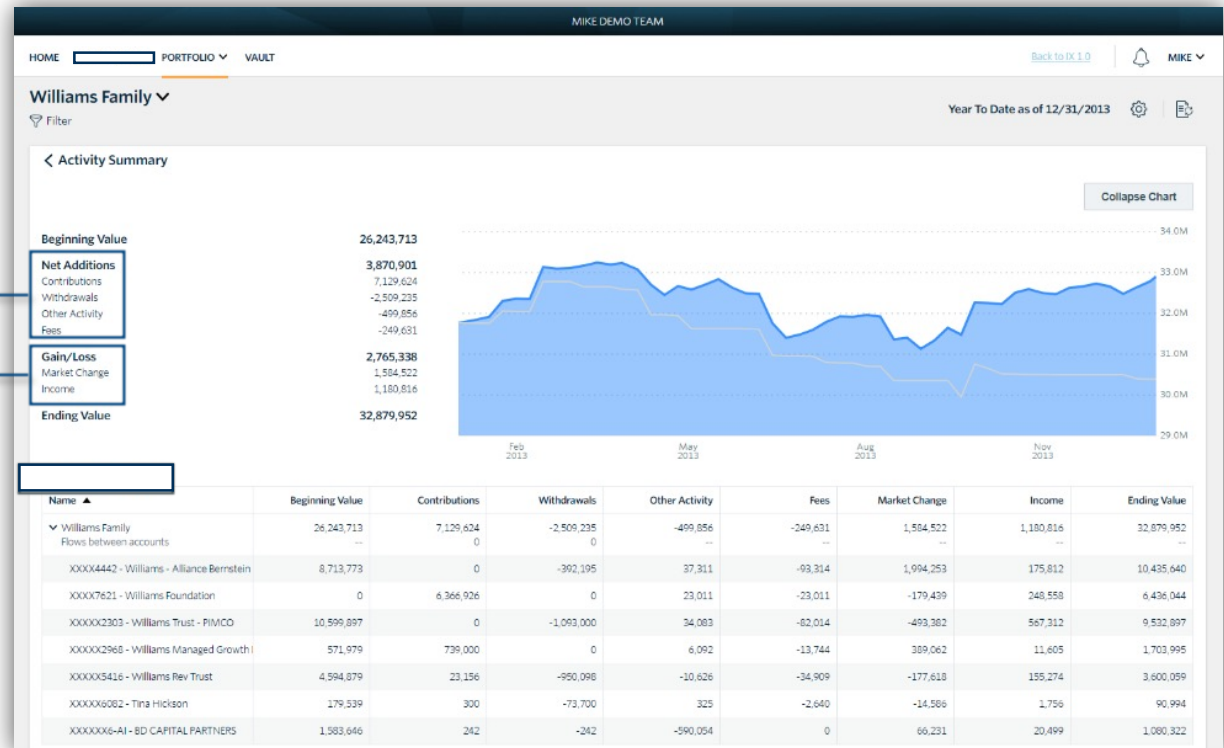 MIKE DEMO TEAM
HOME PORTFOLIO VAULT Back to IX 1.0 MIKE
Williams Family
Year To Date as of 12/31/2013
Filter
Activity Summary
Collapse Chart
Beginning Value 26,243,713
Net Additions 3,870,901
Contributions 7,129,624
Withdrawals -2,509,235
Other Activity -499,856
Fees -249,631
Gain/Loss 2,765,338
Market Change 1,584,522
Income 1,180,816
Ending Value 32,879,952
34.0M
33.0M
32.0M
31.0M
30.0M
29.0M
Feb 2013 May 2013 Aug 2013 Nov 2013
Name Beginning Value Contributions Withdrawals Other Activity Fees Market Change Income Ending Value
Williams Family 26,243,713 7,129,624 -2,509,235 -499,856 -249,631 1,584,522 1,180,816 32,879,952
Flows between accounts -- 0 0 -- -- -- -- --
XXXX4442 - Williams - Alliance Bernstein 8,713,773 0 -392,195 37,311 -93,314 1,994,253 175,812 10,435,640
XXXX7621 - Williams Foundation 0 6,366,926 0 23,011 -23,011 -179,439 248,558 6,436,044
XXXXX2303 - Williams Trust - PIMCO 10,599,897 0 -1,093,000 34,083 -82,014 -493,382 567,312 9,532,897
XXXXX2968 - Williams Managed Growth 571,979 739,000 0 6,092 -13,744 389,062 11,605 1,703,995
XXXXX5416 - Williams Rev Trust 4,594,879 23,156 -950,098 -10,626 -34,909 -177,618 155,274 3,600,059
XXXXX6082 - Tina Hickson 179,539 300 -73,700 325 -2,640 -14,586 1,756 90,994
XXXXXX6-AI - BD CAPITAL PARTNERS 1,583,646 242 -242 -590,054 0 66,231 20,499 1,080,322